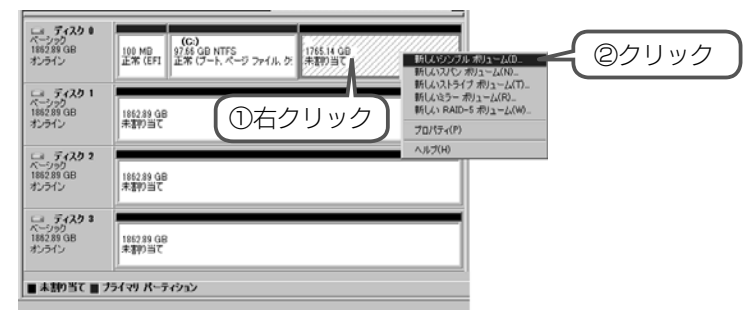 ディスク 0
ベーシック
1862.89 GB
オンライン
100 MB
正常 (EFI
(C:)
97.66 GB NTFS
正常 (ブート, ページ ファイル, ク:
1765.14 GB
未割り当て
新しいシンプル ボリューム(I)...
新しいスパン ボリューム(N)...
新しいストライプ ボリューム(T)...
新しいミラー ボリューム(R)...
新しい RAID-5 ボリューム(W)...
プロパティ(P)
ヘルプ(H)
①右クリック
②クリック
ディスク 1
ベーシック
1862.89 GB
オンライン
1862.89 GB
未割り当て
ディスク 2
ベーシック
1862.89 GB
オンライン
1862.89 GB
未割り当て
ディスク 3
ベーシック
1862.89 GB
オンライン
1862.89 GB
未割り当て
未割り当て プライマリ パーティション